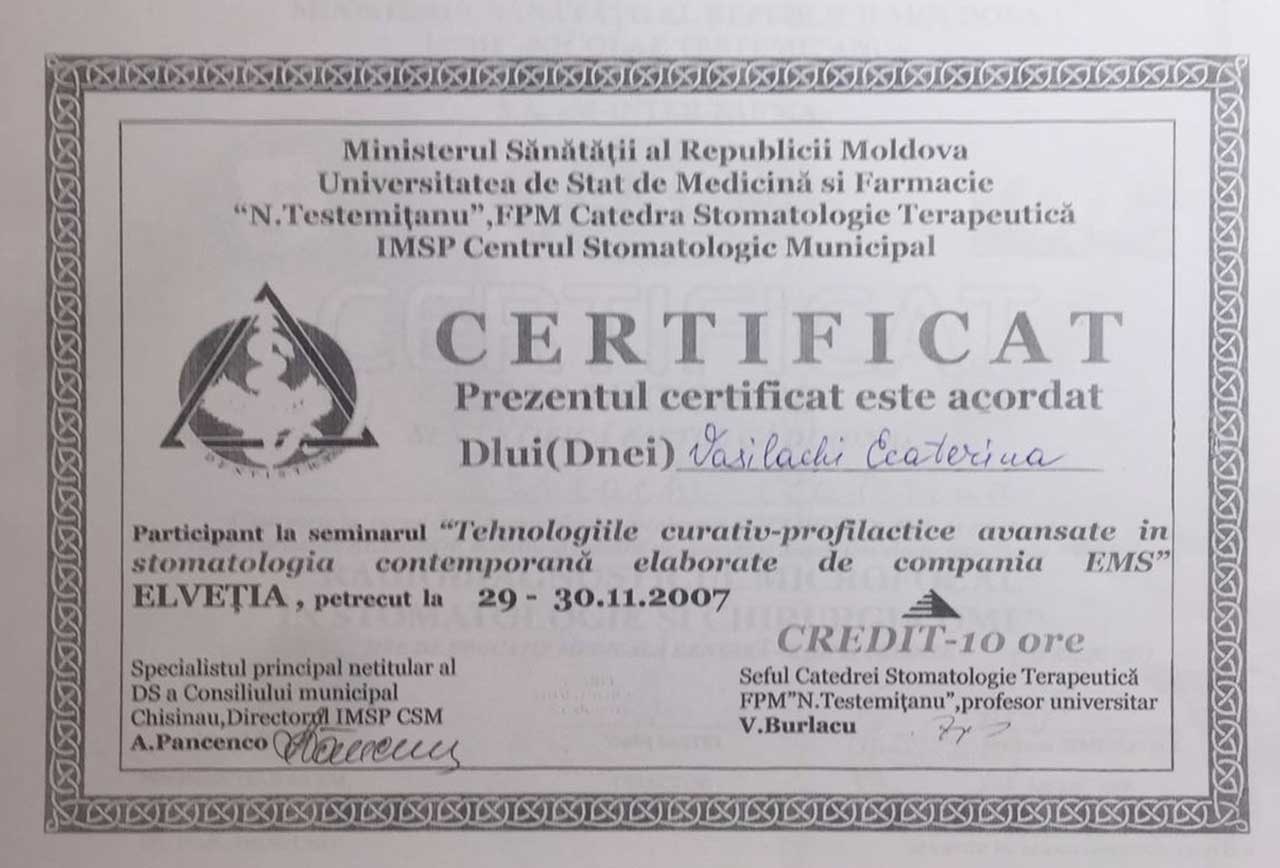 Ministerul Sănătății al Republicii Moldova
Universitatea de Stat de Medicină si Farmacie
“N.Testemițanu”,FPM Catedra Stomatologie Terapeutică
IMSP Centrul Stomatologic Municipal
CERTIFICAT
Prezentul certificat este acordat
Dlui(Dnei) Vasilachi Ecaterina
Participant la seminarul “Tehnologiile curativ-profilactice avansate in
stomatologia contemporană elaborate de compania EMS”
ELVEȚIA , petrecut la 29 - 30.11.2007
CREDIT-10 ore
Specialistul principal netitular al
DS a Consiliului municipal
Chisinau,Directorul IMSP CSM
A.Pancenco
Seful Catedrei Stomatologie Terapeutică
FPM”N.Testemițanu”,profesor universitar
V.Burlacu